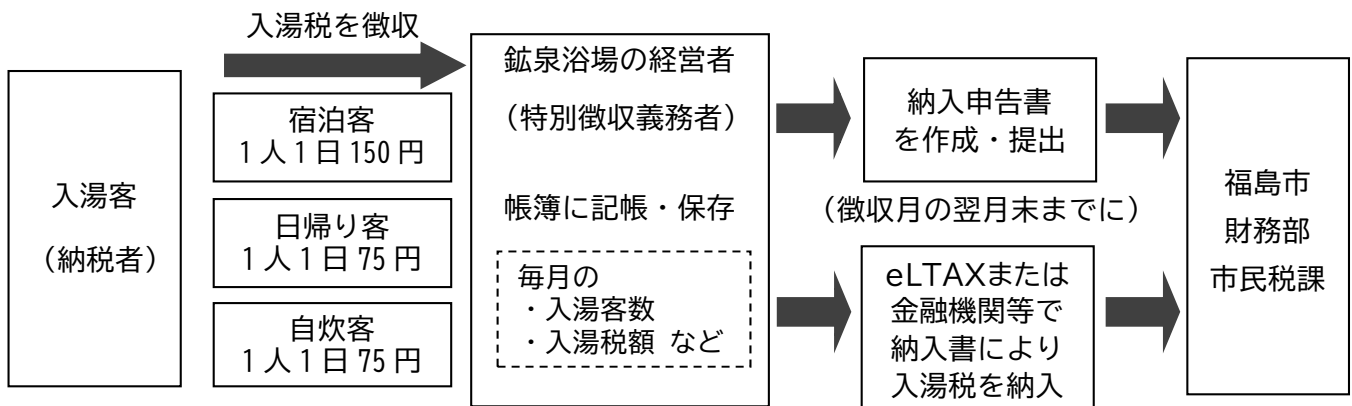 入湯税を徴収
入湯客
(納税者)
宿泊客
1人1日150円
日帰り客
1人1日75円
自炊客
1人1日75円
鉱泉浴場の経営者
(特別徴収義務者)
帳簿に記帳・保存
毎月の
・入湯客数
・入湯税額 など
納入申告書
を作成・提出
(徴収月の翌月末までに)
eLTAXまたは
金融機関等で
納入書により
入湯税を納入
福島市
財務部
市民税課